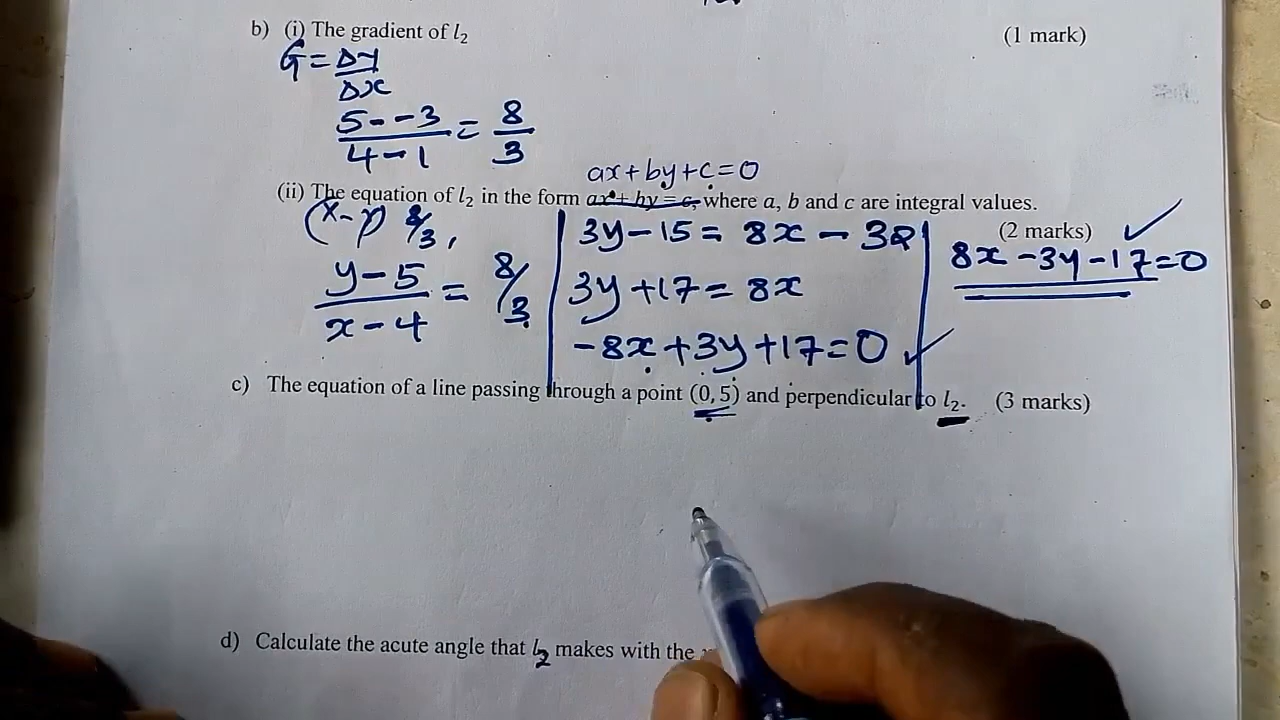 b) (i) The gradient of l₂ (1 mark)
G = Δy/Δx
5 - -3 / 4 - 1 = 8/3
ax + by + c = 0
(ii) The equation of l₂ in the form ax + by = c, where a, b and c are integral values.
(2 marks)
8/3,
y - 5 / x - 4 = 8/3
3y - 15 = 8x - 32
3y + 17 = 8x
-8x + 3y + 17 = 0
8x - 3y - 17 = 0
c) The equation of a line passing through a point (0, 5) and perpendicular to l₂. (3 marks)
d) Calculate the acute angle that l₂ makes with the